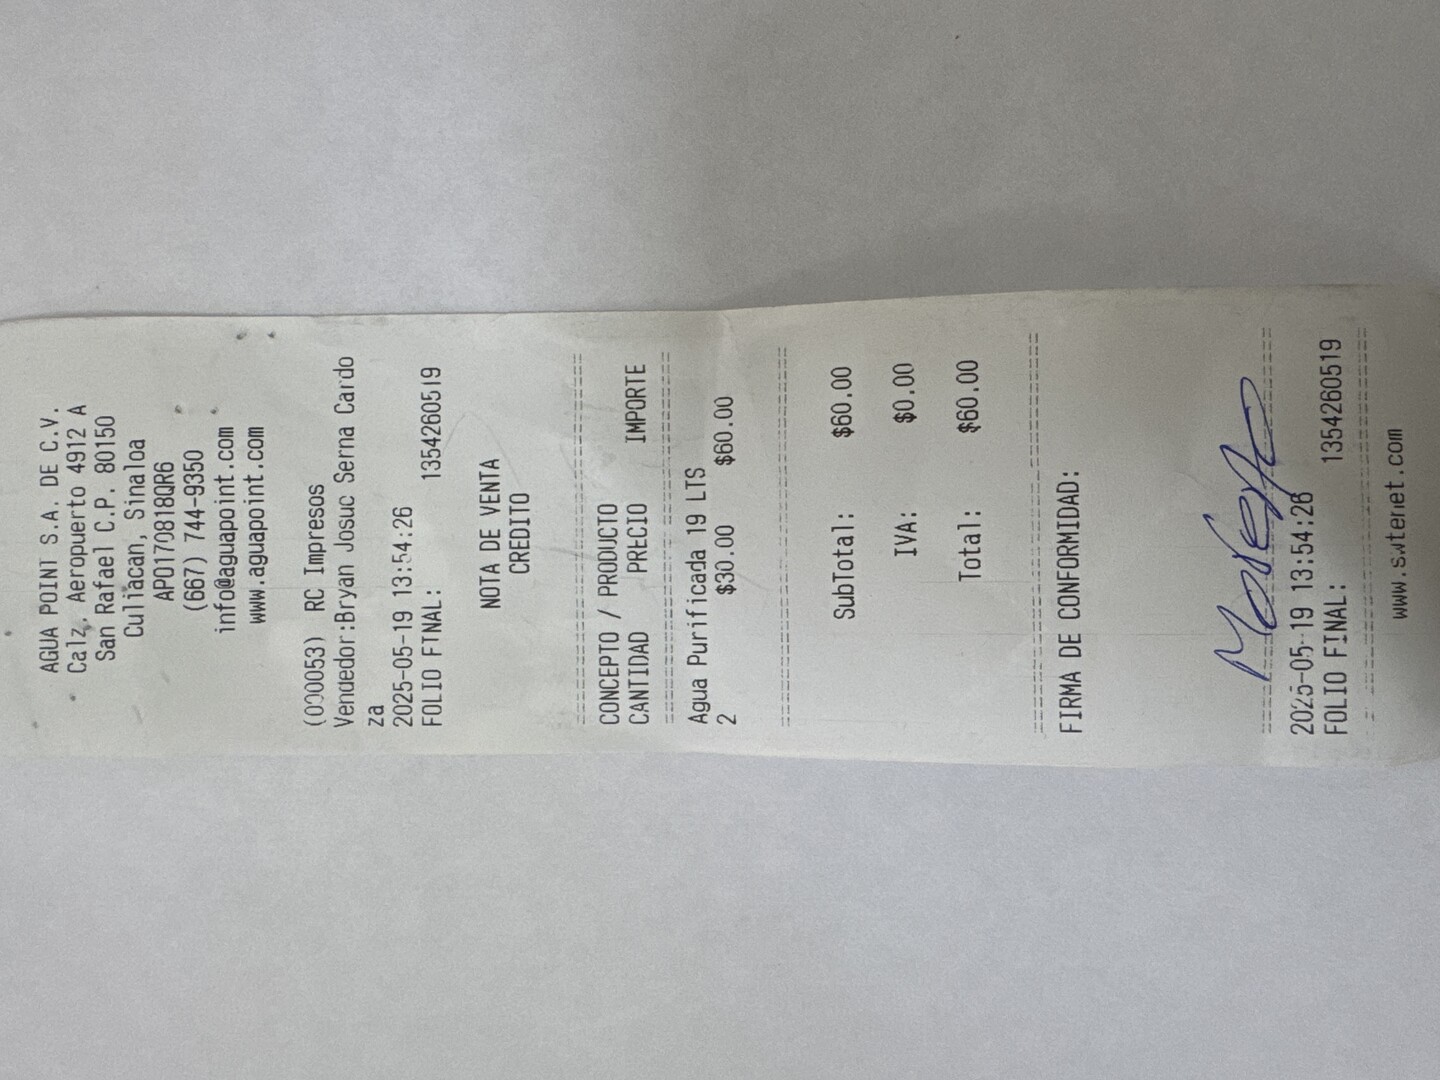 AGUA POINT S.A. DE C.V.
Calz. Aeropuerto 4912 A
San Rafael C.P. 80150
Culiacan, Sinaloa
APO170818QR6
(667) 744-9350
info@aguapoint.com
www.aguapoint.com
(000053) RC Impresos
Vendedor:Bryan Josue Serna Cardo
za
2025-05-19 13:54:26
FOLIO FINAL: 1354260519
NOTA DE VENTA
CREDITO
CONCEPTO / PRODUCTO
CANTIDAD PRECIO IMPORTE
Agua Purificada 19 LTS
2 $30.00 $60.00
SubTotal: $60.00
IVA: $0.00
Total: $60.00
FIRMA DE CONFORMIDAD:
2025-05-19 13:54:26
FOLIO FINAL: 1354260519
www.swternet.com